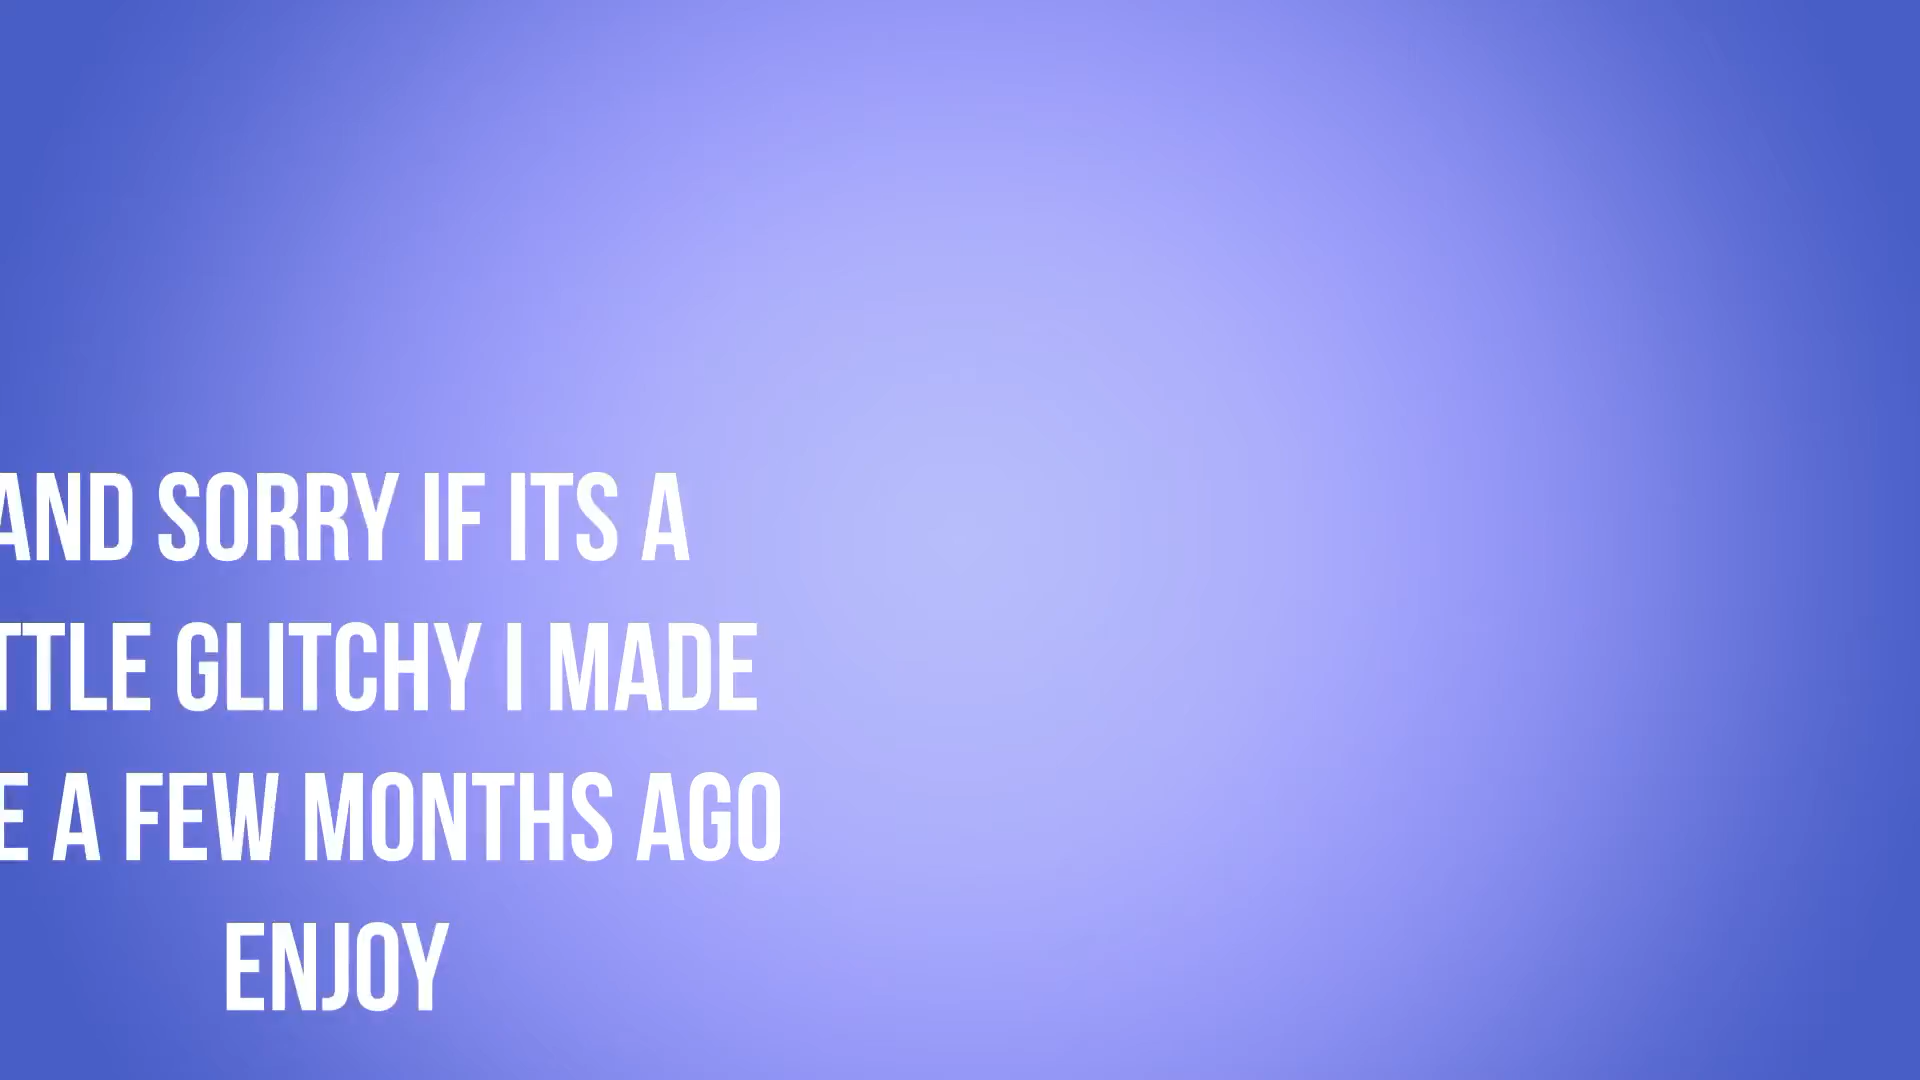 AND SORRY IF ITS A
TTLE GLITCHY I MADE
E A FEW MONTHS AGO
ENJOY